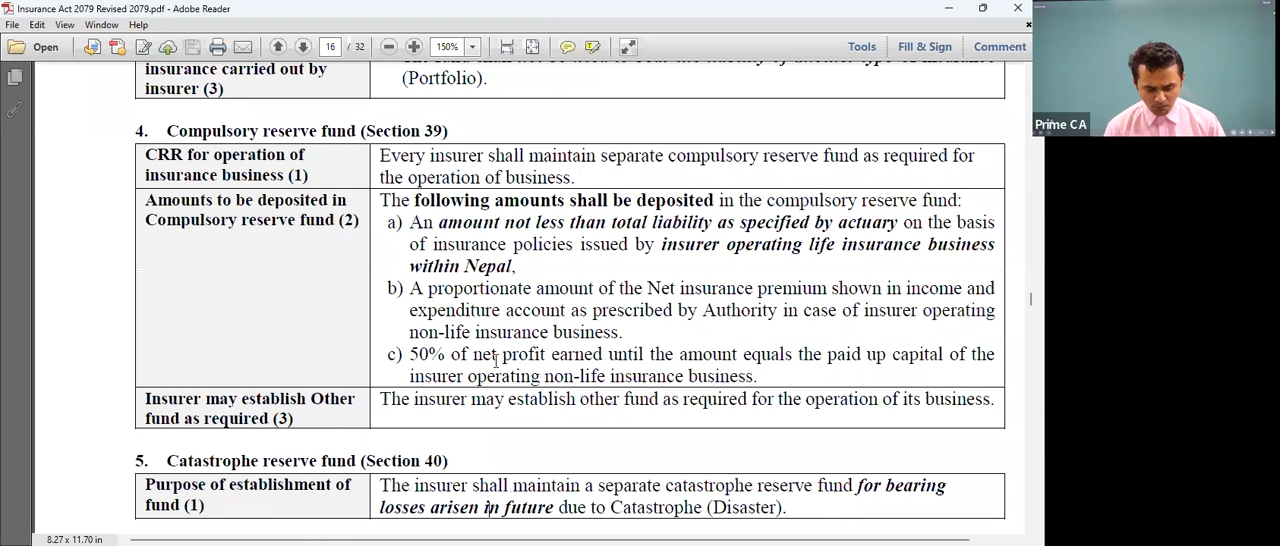 Insurance Act 2079 Revised 2079.pdf - Adobe Reader
File Edit View Window Help
Open 16 / 32 150% Tools Fill & Sign Comment
Prime CA
insurance carried out by
insurer (3)
(Portfolio).
4. Compulsory reserve fund (Section 39)
CRR for operation of
insurance business (1)
Every insurer shall maintain separate compulsory reserve fund as required for
the operation of business.
Amounts to be deposited in
Compulsory reserve fund (2)
The following amounts shall be deposited in the compulsory reserve fund:
a) An amount not less than total liability as specified by actuary on the basis
of insurance policies issued by insurer operating life insurance business
within Nepal,
b) A proportionate amount of the Net insurance premium shown in income and
expenditure account as prescribed by Authority in case of insurer operating
non-life insurance business.
c) 50% of net profit earned until the amount equals the paid up capital of the
insurer operating non-life insurance business.
Insurer may establish Other
fund as required (3)
The insurer may establish other fund as required for the operation of its business.
5. Catastrophe reserve fund (Section 40)
Purpose of establishment of
fund (1)
The insurer shall maintain a separate catastrophe reserve fund for bearing
losses arisen in future due to Catastrophe (Disaster).
8.27 x 11.70 in